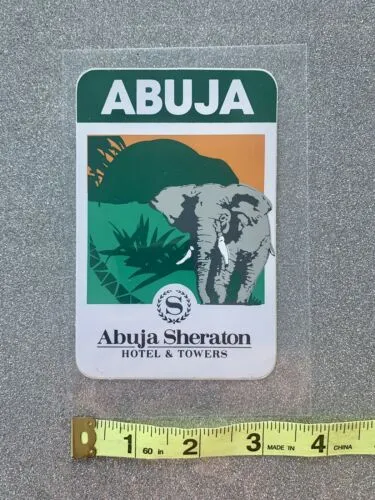 ABUJA
S
Abuja Sheraton
HOTEL & TOWERS
1 60 in 2 3 MADE IN 4 CHINA